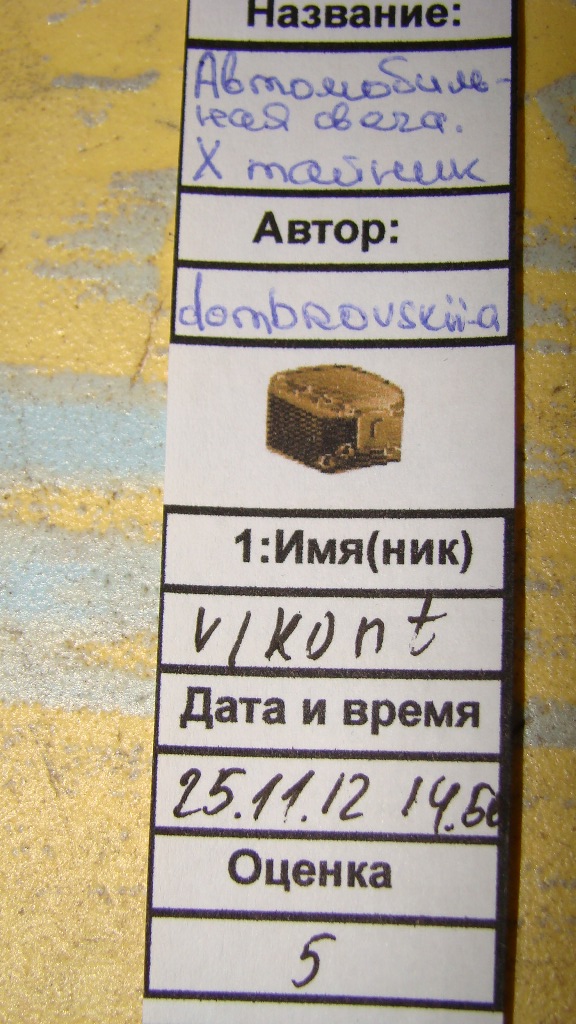 Название:
Автомобиль-
ная свеча.
X тайник
Автор:
dombrovskii-a
1:Имя(ник)
vikont
Дата и время
25.11.12 14.50
Оценка
5